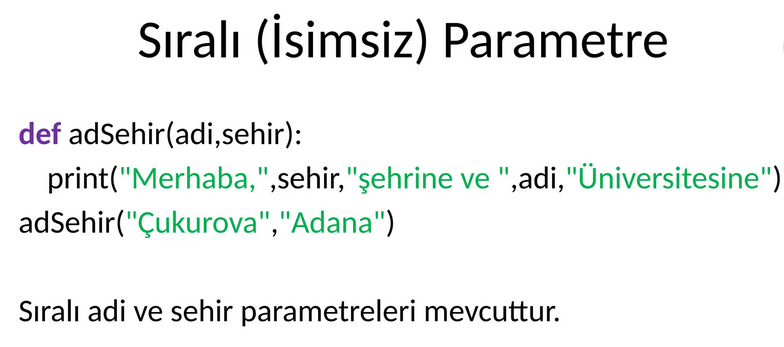 Sıralı (İsimsiz) Parametre
def adSehir(adi,sehir):
print("Merhaba,",sehir,"şehrine ve ",adi,"Üniversitesine")
adSehir("Çukurova","Adana")
Sıralı adi ve sehir parametreleri mevcuttur.